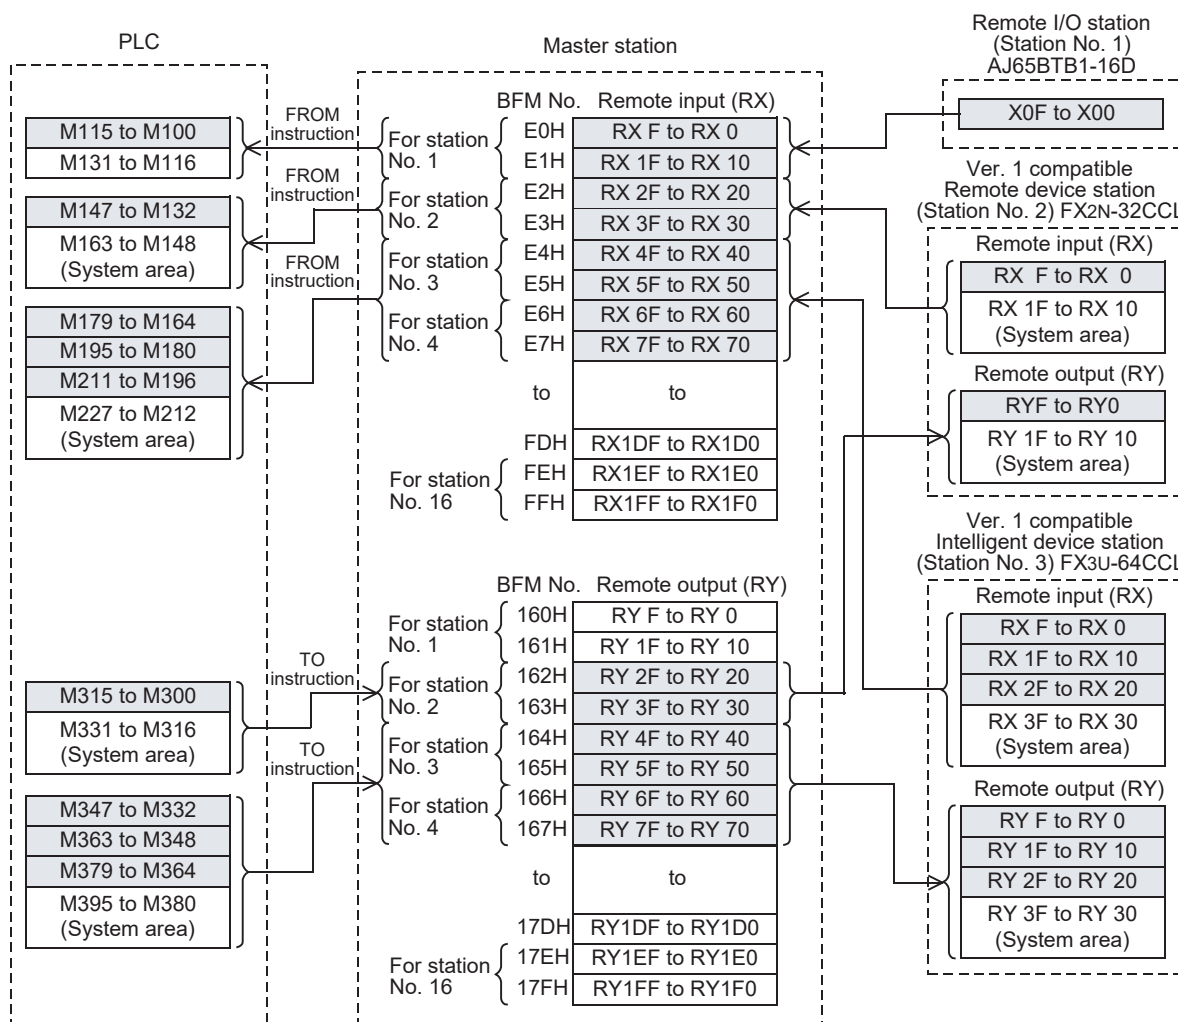 PLC
M115 to M100
M131 to M116
M147 to M132
M163 to M148
(System area)
M179 to M164
M195 to M180
M211 to M196
M227 to M212
(System area)
M315 to M300
M331 to M316
(System area)
M347 to M332
M363 to M348
M379 to M364
M395 to M380
(System area)
FROM
instruction
FROM
instruction
FROM
instruction
TO
instruction
TO
instruction
Master station
BFM No. Remote input (RX)
For station
No. 1
E0H RX F to RX 0
E1H RX 1F to RX 10
For station
No. 2
E2H RX 2F to RX 20
E3H RX 3F to RX 30
For station
No. 3
E4H RX 4F to RX 40
E5H RX 5F to RX 50
For station
No. 4
E6H RX 6F to RX 60
E7H RX 7F to RX 70
to to
FDH RX1DF to RX1D0
For station
No. 16
FEH RX1EF to RX1E0
FFH RX1FF to RX1F0
BFM No. Remote output (RY)
For station
No. 1
160H RY F to RY 0
161H RY 1F to RY 10
For station
No. 2
162H RY 2F to RY 20
163H RY 3F to RY 30
For station
No. 3
164H RY 4F to RY 40
165H RY 5F to RY 50
For station
No. 4
166H RY 6F to RY 60
167H RY 7F to RY 70
to to
17DH RY1DF to RY1D0
For station
No. 16
17EH RY1EF to RY1E0
17FH RY1FF to RY1F0
Remote I/O station
(Station No. 1)
AJ65BTB1-16D
X0F to X00
Ver. 1 compatible
Remote device station
(Station No. 2) FX2N-32CCL
Remote input (RX)
RX F to RX 0
RX 1F to RX 10
(System area)
Remote output (RY)
RYF to RY0
RY 1F to RY 10
(System area)
Ver. 1 compatible
Intelligent device station
(Station No. 3) FX3U-64CCL
Remote input (RX)
RX F to RX 0
RX 1F to RX 10
RX 2F to RX 20
RX 3F to RX 30
(System area)
Remote output (RY)
RY F to RY 0
RY 1F to RY 10
RY 2F to RY 20
RY 3F to RY 30
(System area)